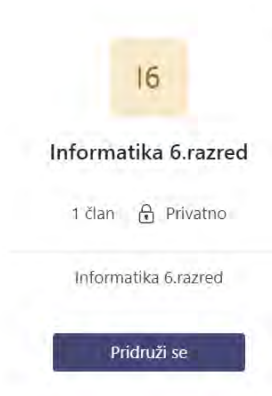 I6
Informatika 6.razred
1 član Privatno
Informatika 6.razred
Pridruži se